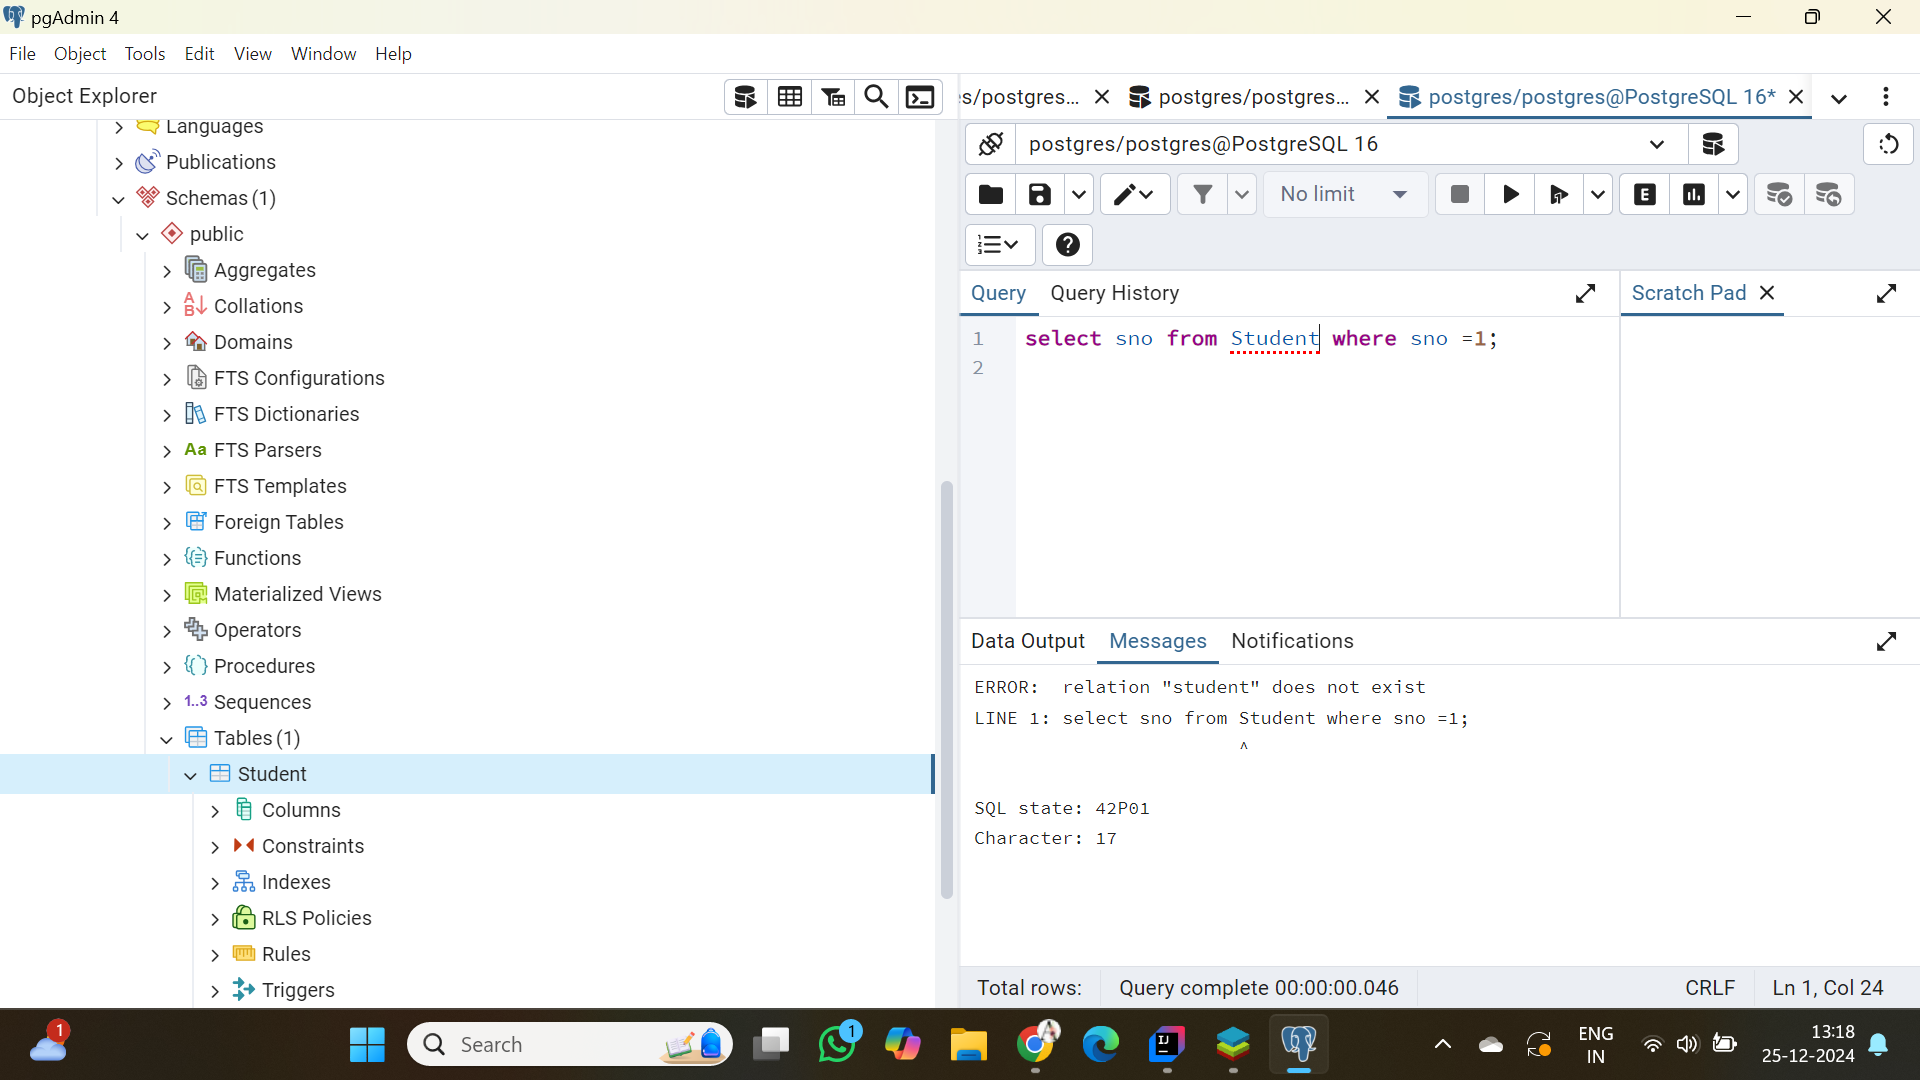 pgAdmin 4
File Object Tools Edit View Window Help
Object Explorer
Languages
Publications
Schemas (1)
public
Aggregates
Collations
Domains
FTS Configurations
FTS Dictionaries
Aa FTS Parsers
FTS Templates
Foreign Tables
Functions
Materialized Views
Operators
Procedures
1..3 Sequences
Tables (1)
Student
Columns
Constraints
Indexes
RLS Policies
Rules
Triggers
s/postgres... postgres/postgres... postgres/postgres@PostgreSQL 16*
postgres/postgres@PostgreSQL 16
No limit
E
Query Query History
Scratch Pad
1 select sno from Student where sno =1;
2
Data Output Messages Notifications
ERROR:  relation "student" does not exist
LINE 1: select sno from Student where sno =1;
^
SQL state: 42P01
Character: 17
Total rows: Query complete 00:00:00.046 CRLF Ln 1, Col 24
1
Search
1
ENG
IN
13:18
25-12-2024